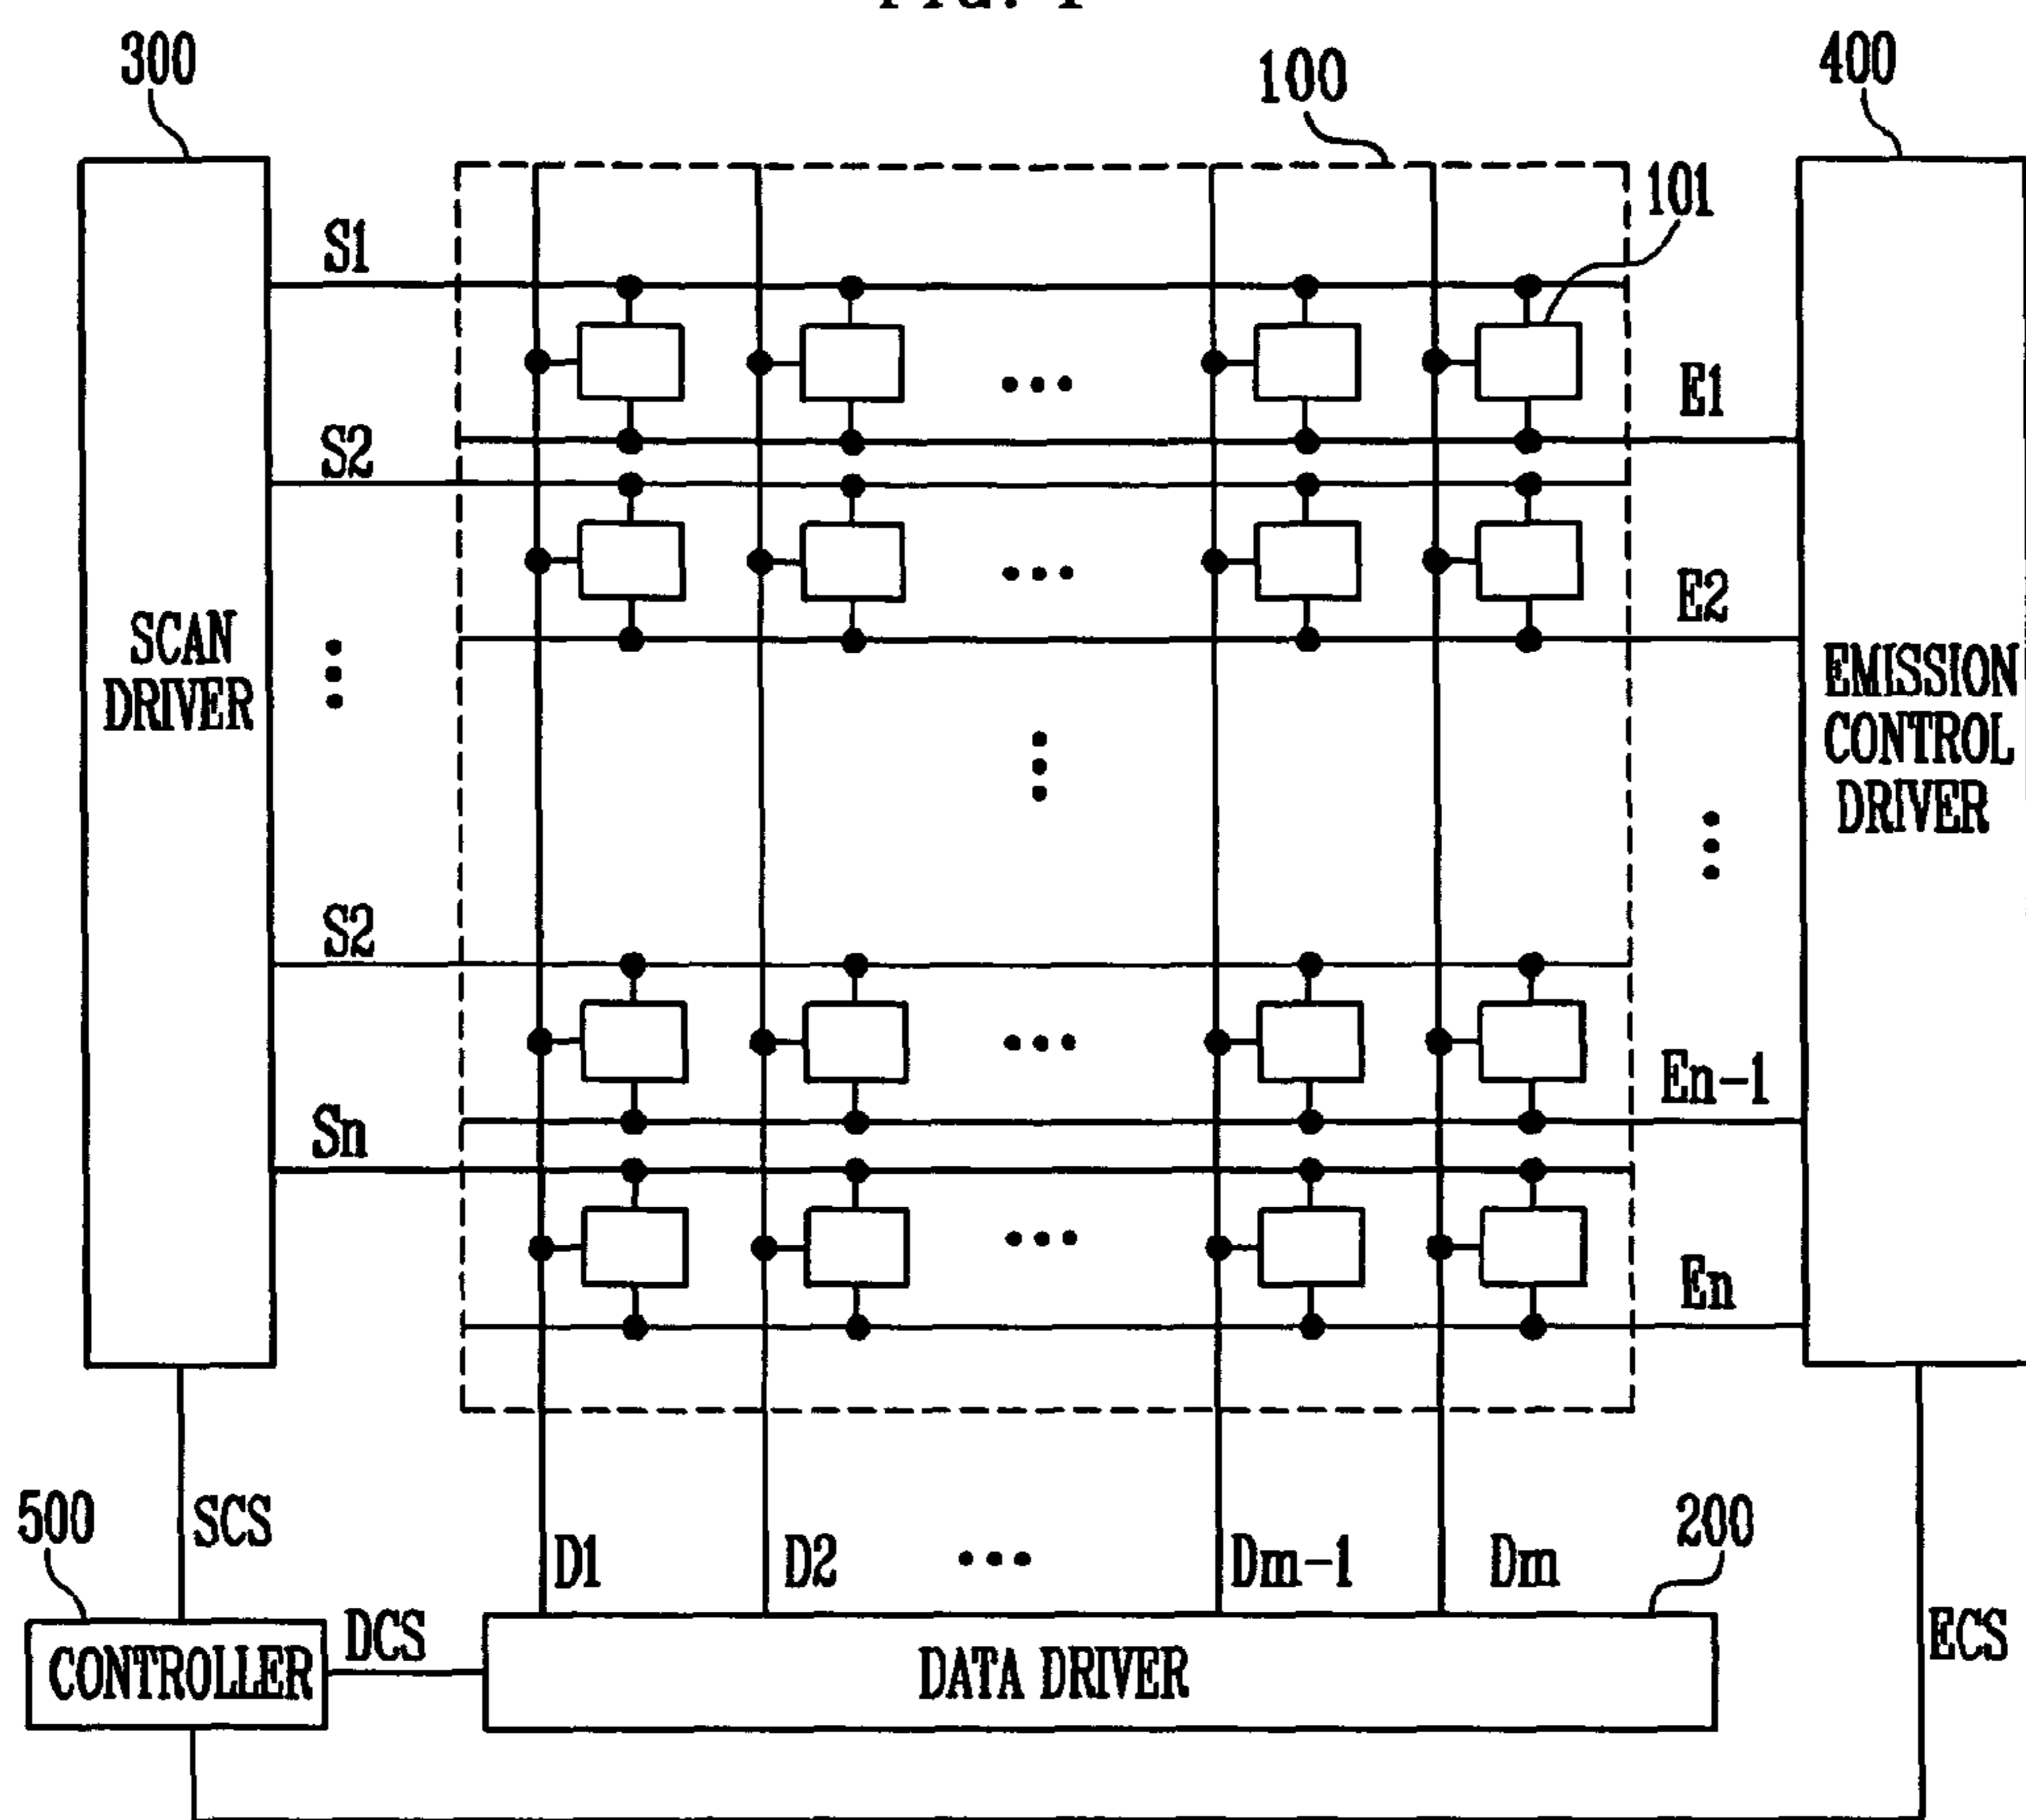 300
100
400
101
S1
E1
S2
E2
SCAN
DRIVER
EMISSION
CONTROL
DRIVER
S2
En-1
Sn
En
500
SCS
D1
D2
Dm-1
Dm
200
CONTROLLER
DCS
DATA DRIVER
ECS